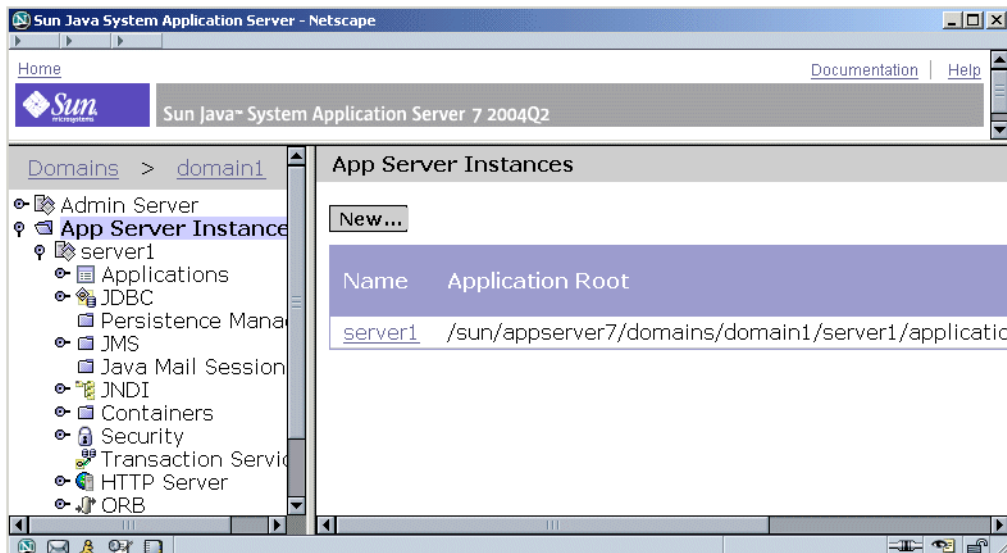 Sun Java System Application Server - Netscape
Home
Documentation | Help
Sun
microsystems
Sun Java™ System Application Server 7 2004Q2
Domains > domain1
Admin Server
App Server Instance
server1
Applications
JDBC
Persistence Mana
JMS
Java Mail Session
JNDI
Containers
Security
Transaction Servic
HTTP Server
ORB
App Server Instances
New...
Name Application Root
server1 /sun/appserver7/domains/domain1/server1/applicatio